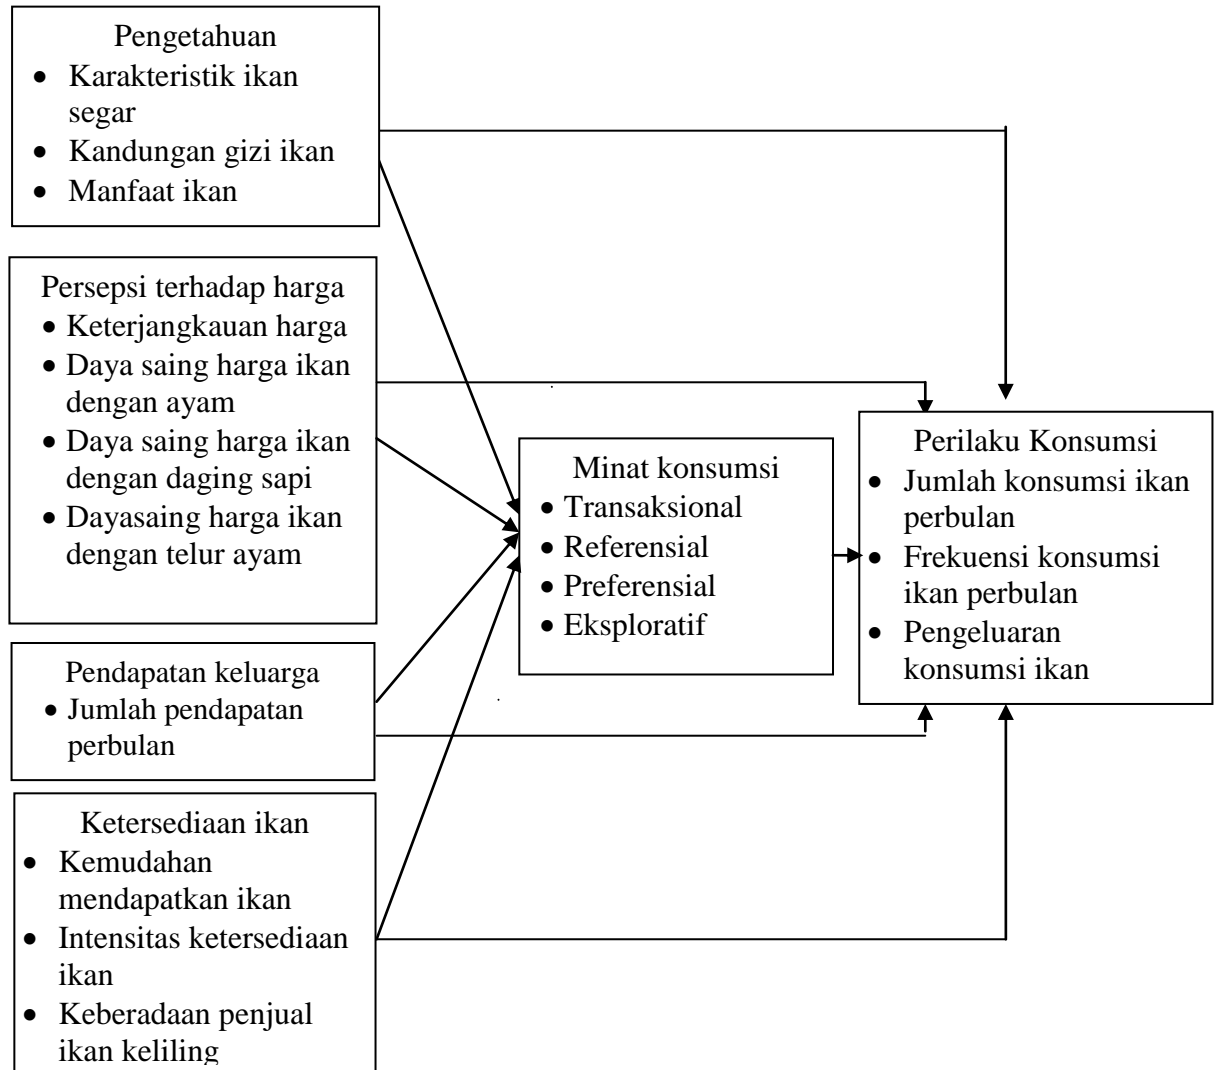 Pengetahuan
• Karakteristik ikan
segar
• Kandungan gizi ikan
• Manfaat ikan
Persepsi terhadap harga
• Keterjangkauan harga
• Daya saing harga ikan
dengan ayam
• Daya saing harga ikan
dengan daging sapi
• Dayasaing harga ikan
dengan telur ayam
Pendapatan keluarga
• Jumlah pendapatan
perbulan
Ketersediaan ikan
• Kemudahan
mendapatkan ikan
• Intensitas ketersediaan
ikan
• Keberadaan penjual
ikan keliling
Minat konsumsi
• Transaksional
• Referensial
• Preferensial
• Eksploratif
Perilaku Konsumsi
• Jumlah konsumsi ikan
perbulan
• Frekuensi konsumsi
ikan perbulan
• Pengeluaran
konsumsi ikan